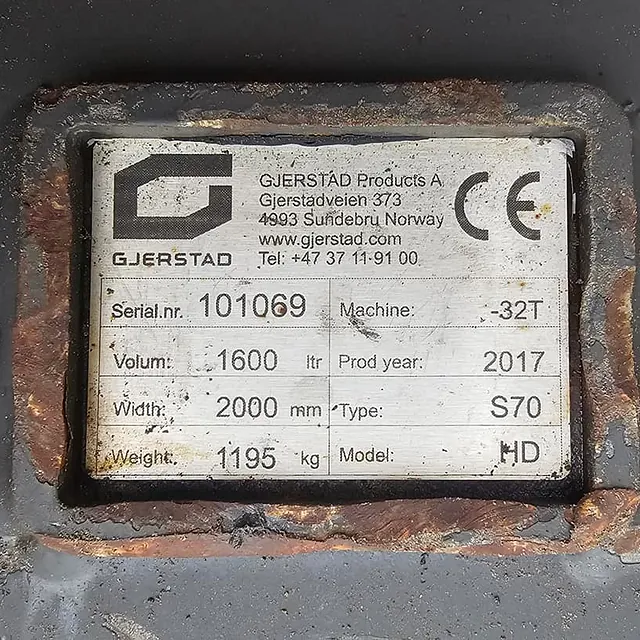 GJERSTAD Products A
Gjerstadveien 373
4993 Sundebru Norway
www.gjerstad.com
Tel: +47 37 11 91 00
CE
GJERSTAD
Serial.nr. 101069 Machine: -32T
Volum: 1600 ltr Prod year: 2017
Width: 2000 mm Type: S70
Weight: 1195 kg Model: HD